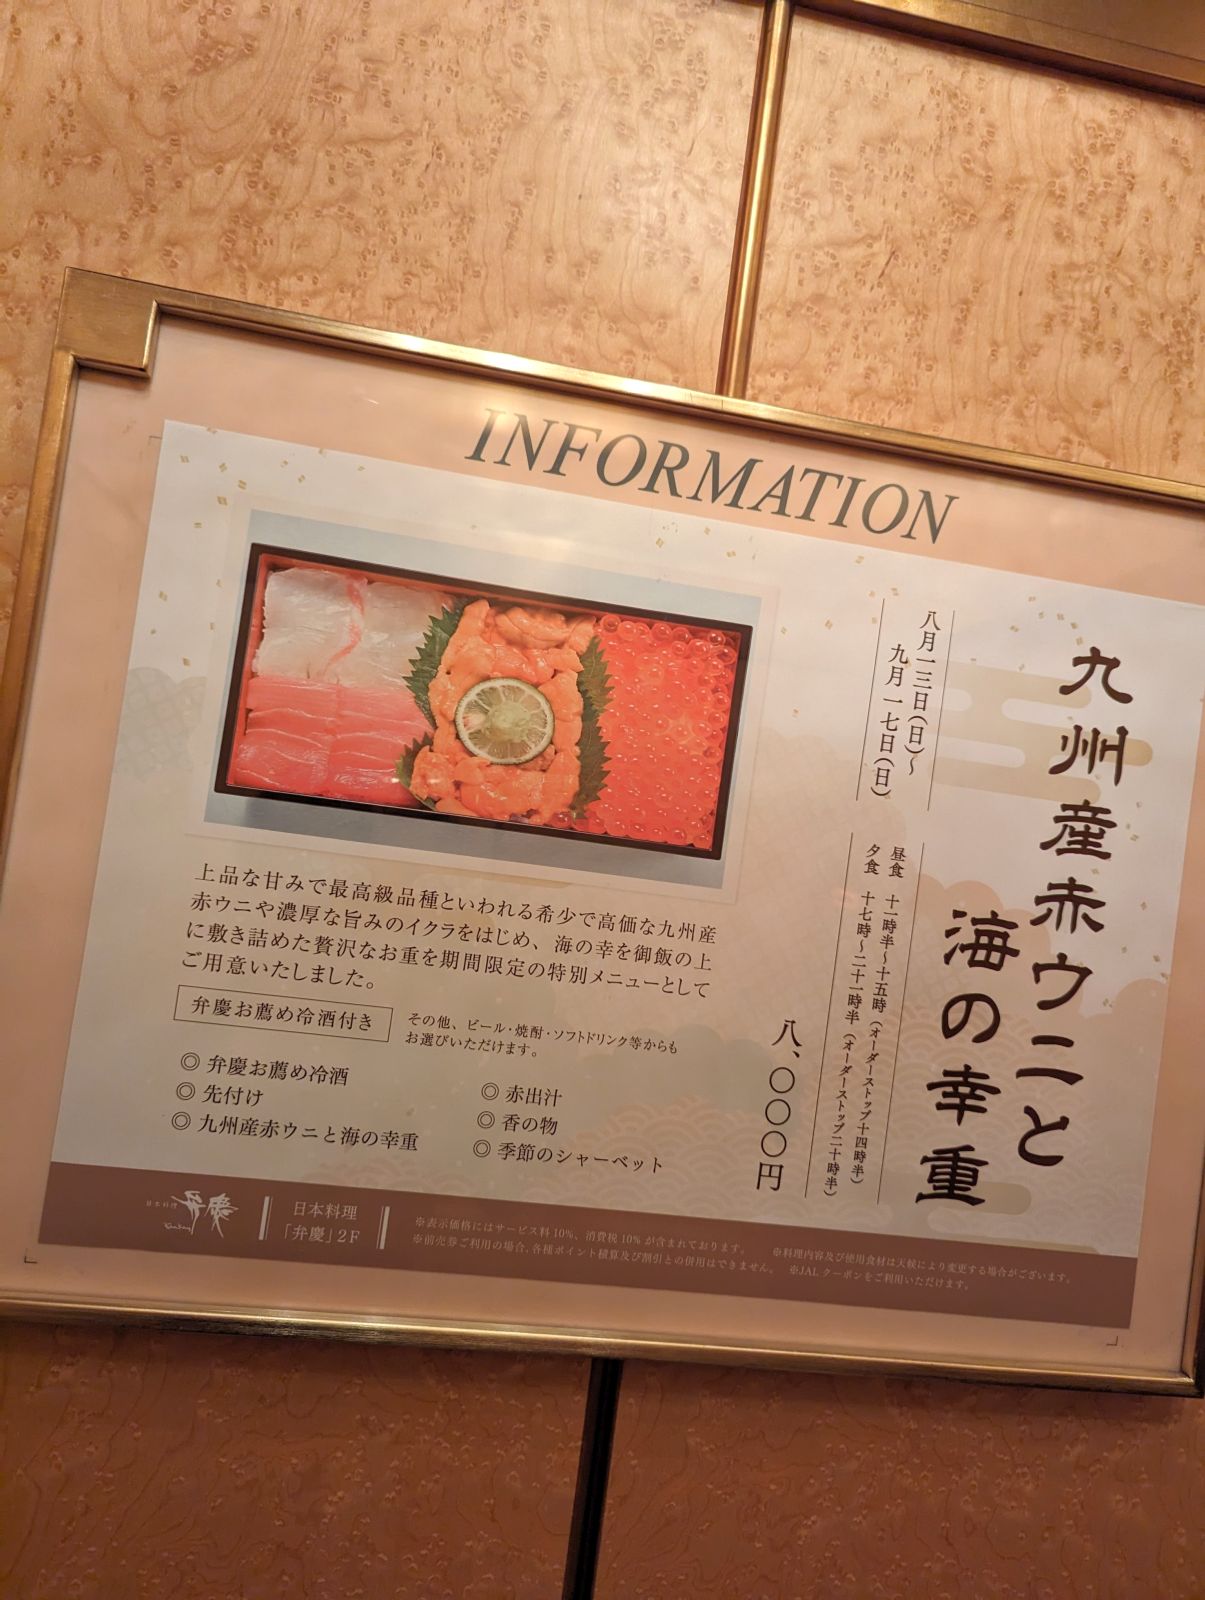 INFORMATION
九州産赤ウニと
海の幸重
八月一三日(日)〜
九月一七日(日)
昼食 十一時半〜十五時(オーダーストップ十四時半)
夕食 十七時〜二十一時半(オーダーストップ二十時半)
八、〇〇〇円
上品な甘みで最高級品種といわれる希少で高価な九州産
赤ウニや濃厚な旨みのイクラをはじめ、海の幸を御飯の上
に敷き詰めた贅沢なお重を期間限定の特別メニューとして
ご用意いたしました。
弁慶お薦め冷酒付き
その他、ビール・焼酎・ソフトドリンク等からも
お選びいただけます。
◎ 弁慶お薦め冷酒
◎ 先付け
◎ 九州産赤ウニと海の幸重
◎ 赤出汁
◎ 香の物
◎ 季節のシャーベット
日本料理 弁慶
Benkay
日本料理
「弁慶」2F
※表示価格にはサービス料10%、消費税10%が含まれております。 ※料理内容及び使用食材は天候により変更する場合がございます。
※前売券ご利用の場合、各種ポイント積算及び割引との併用はできません。 ※JALクーポンをご利用いただけます。